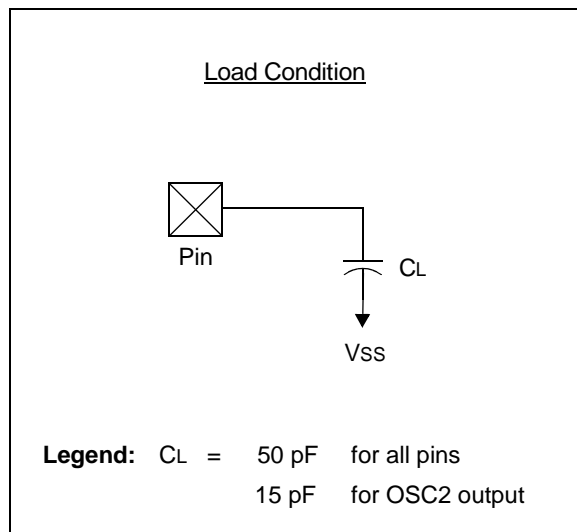 Load Condition
Pin
CL
VSS
Legend: CL = 50 pF for all pins
15 pF for OSC2 output